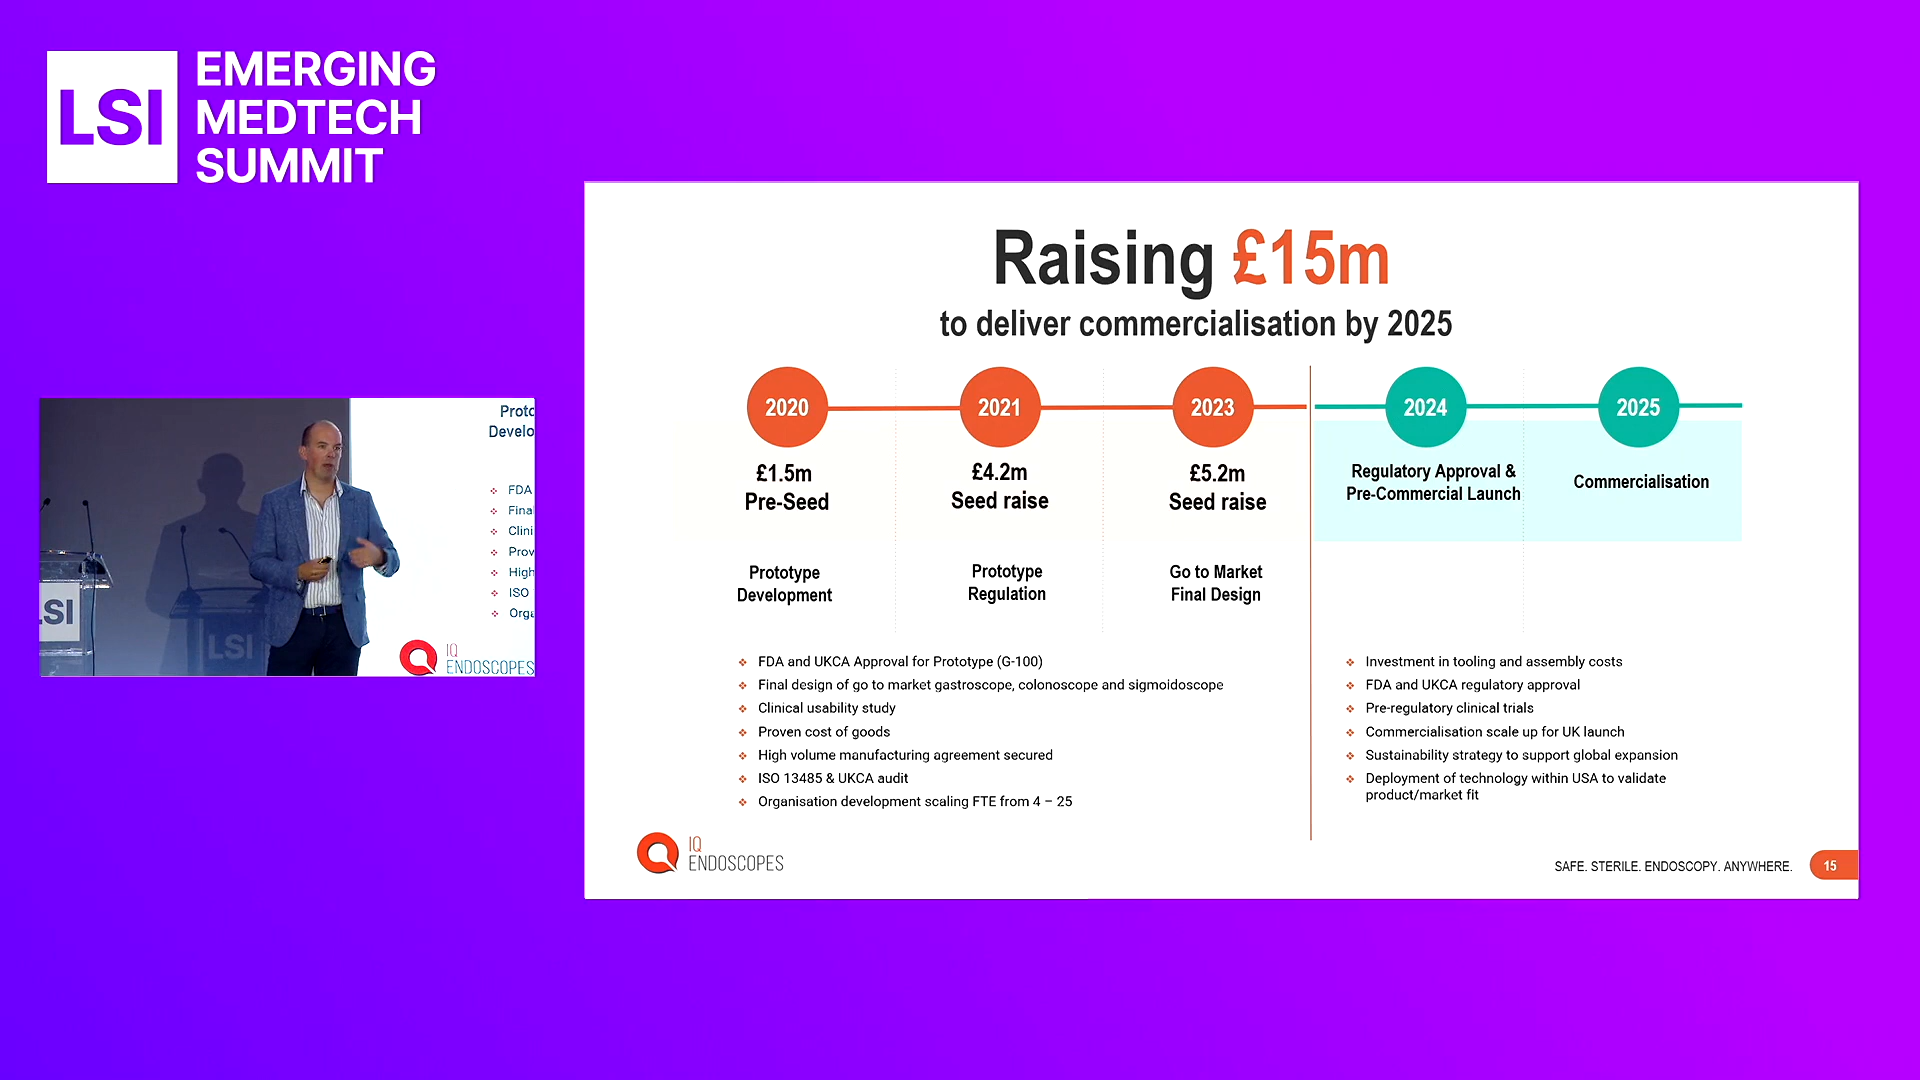 LSI
EMERGING
MEDTECH
SUMMIT
Raising £15m
to deliver commercialisation by 2025
2020
2021
2023
2024
2025
£1.5m
Pre-Seed
£4.2m
Seed raise
£5.2m
Seed raise
Regulatory Approval &
Pre-Commercial Launch
Commercialisation
Prototype
Development
Prototype
Regulation
Go to Market
Final Design
FDA and UKCA Approval for Prototype (G-100)
Final design of go to market gastroscope, colonoscope and sigmoidoscope
Clinical usability study
Proven cost of goods
High volume manufacturing agreement secured
ISO 13485 & UKCA audit
Organisation development scaling FTE from 4 – 25
Investment in tooling and assembly costs
FDA and UKCA regulatory approval
Pre-regulatory clinical trials
Commercialisation scale up for UK launch
Sustainability strategy to support global expansion
Deployment of technology within USA to validate
product/market fit
IQ
ENDOSCOPES
SAFE. STERILE. ENDOSCOPY. ANYWHERE.
15
Proto
Develo
FDA
Final
Clini
Prov
High
ISO
Orga
IQ
ENDOSCOPES
LSI
LSI